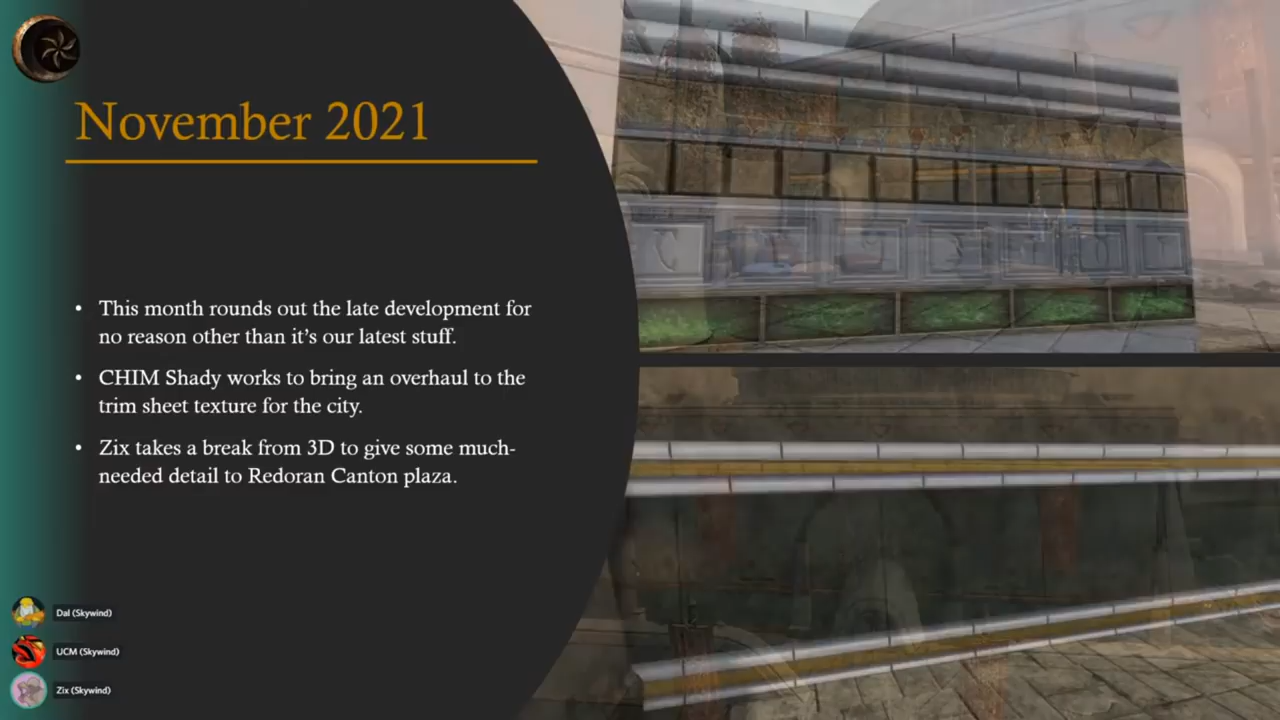 November 2021
• This month rounds out the late development for
no reason other than it's our latest stuff.
• CHIM Shady works to bring an overhaul to the
trim sheet texture for the city.
• Zix takes a break from 3D to give some much-
needed detail to Redoran Canton plaza.
Dal (Skywind)
UCM (Skywind)
Zix (Skywind)